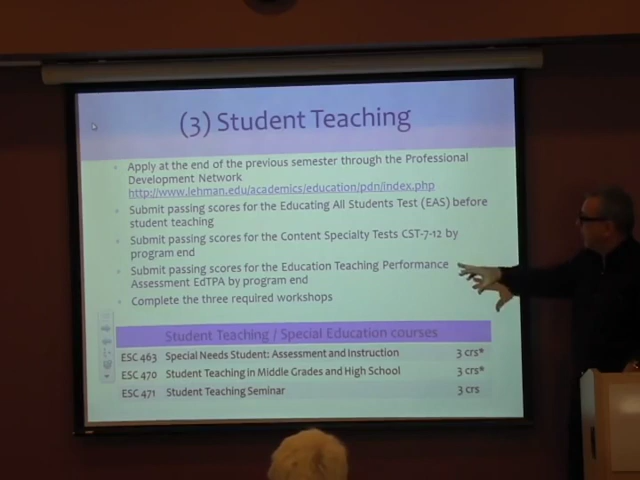 (3) Student Teaching
Apply at the end of the previous semester through the Professional
Development Network
http://www.lehman.edu/academics/education/pdn/index.php
Submit passing scores for the Educating All Students Test (EAS) before
student teaching
Submit passing scores for the Content Specialty Tests CST-7-12 by
program end
Submit passing scores for the Education Teaching Performance
Assessment EdTPA by program end
Complete the three required workshops
Student Teaching / Special Education courses
ESC 463 Special Needs Student: Assessment and Instruction 3 crs*
ESC 470 Student Teaching in Middle Grades and High School 3 crs*
ESC 471 Student Teaching Seminar 3 crs